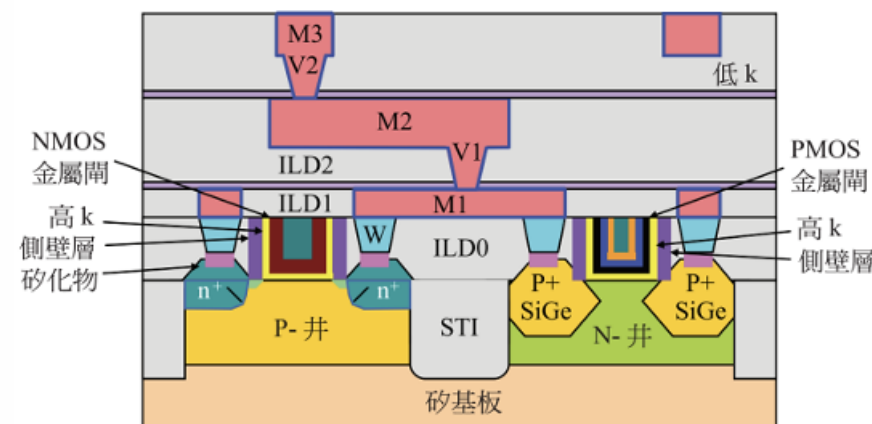 M3
V2
低 k
M2
NMOS
金屬閘
V1
PMOS
金屬閘
ILD2
ILD1
M1
高 k
側壁層
矽化物
W
ILD0
高 k
側壁層
n+
n+
P+
SiGe
P+
SiGe
P- 井
STI
N- 井
矽基板